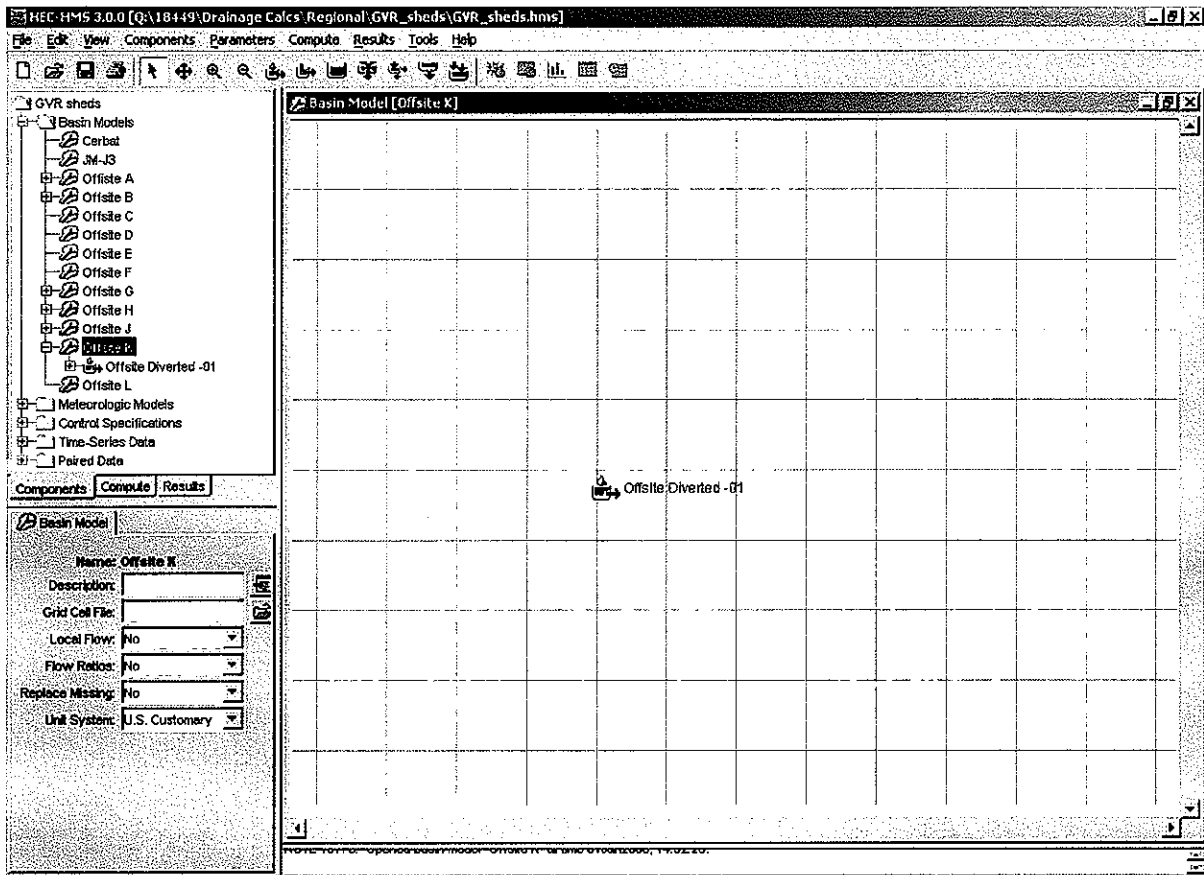 HEC-HMS 3.0.0 [Q:\18449\Drainage Calcs\Regional\GVR_sheds\GVR_sheds.hms]
File Edit View Components Parameters Compute Results Tools Help
GVR sheds
Basin Models
Cerbat
JM-J3
Offiste A
Offsite B
Offsite C
Offsite D
Offsite E
Offsite F
Offsite G
Offsite H
Offsite J
Offsite K
Offsite Diverted -01
Offsite L
Meteorologic Models
Control Specifications
Time-Series Data
Paired Data
Components Compute Results
Basin Model
Name: Offsite K
Description:
Grid Cell File:
Local Flow: No
Flow Ratios: No
Replace Missing: No
Unit System: U.S. Customary
Basin Model [Offsite K]
Offsite Diverted -01